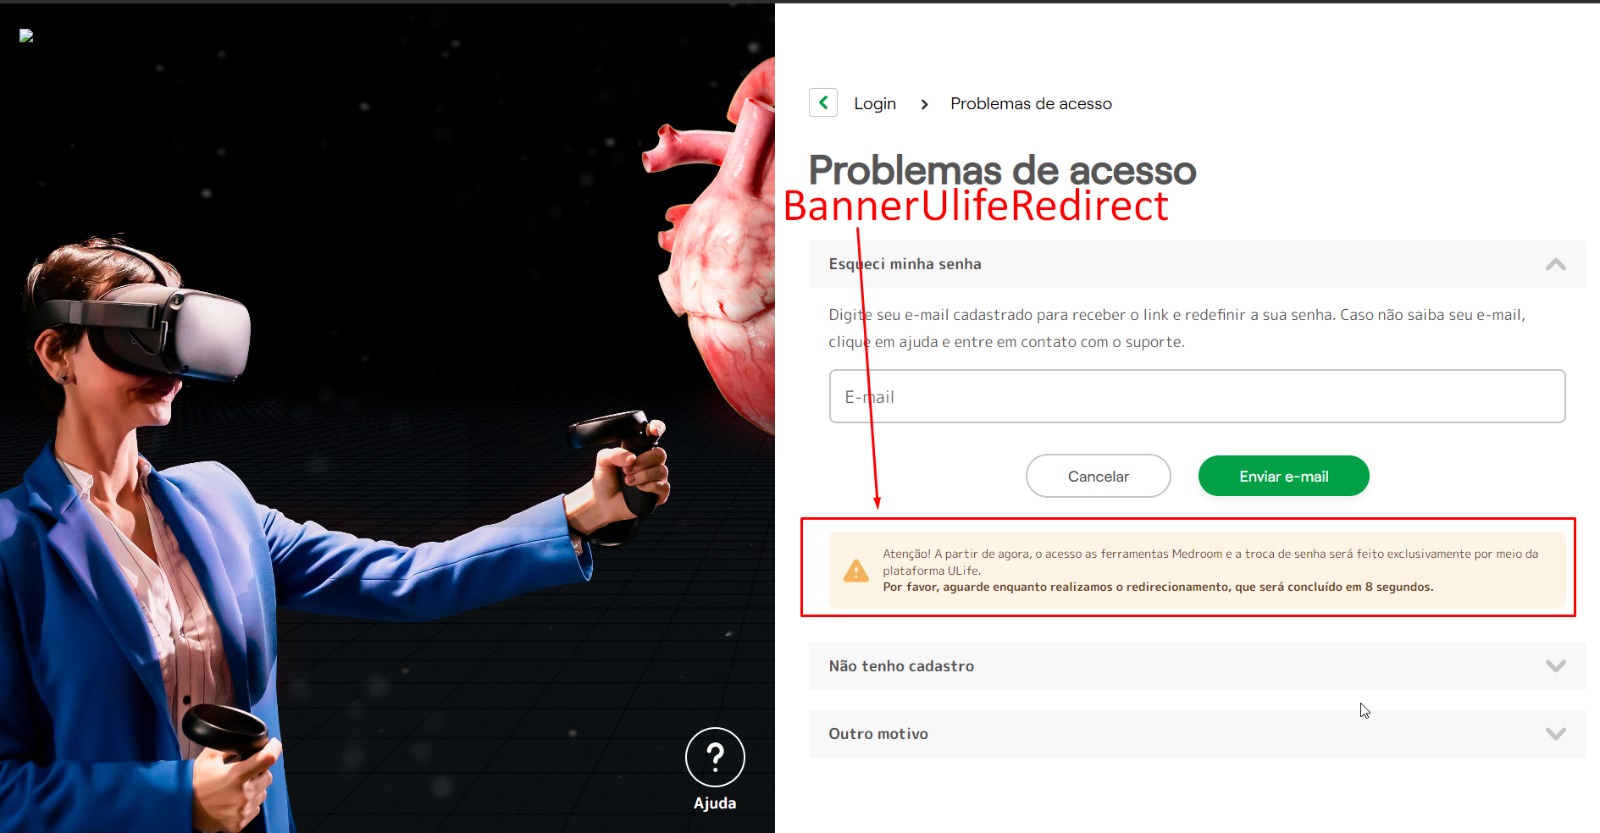 Login
Problemas de acesso
Problemas de acesso
BannerUlifeRedirect
Esqueci minha senha
Digite seu e-mail cadastrado para receber o link e redefinir a sua senha. Caso não saiba seu e-mail,
clique em ajuda e entre em contato com o suporte.
E-mail
Cancelar
Enviar e-mail
Atenção! A partir de agora, o acesso as ferramentas Medroom e a troca de senha será feito exclusivamente por meio da
plataforma ULife.
Por favor, aguarde enquanto realizamos o redirecionamento, que será concluído em 8 segundos.
Não tenho cadastro
Outro motivo
?
Ajuda